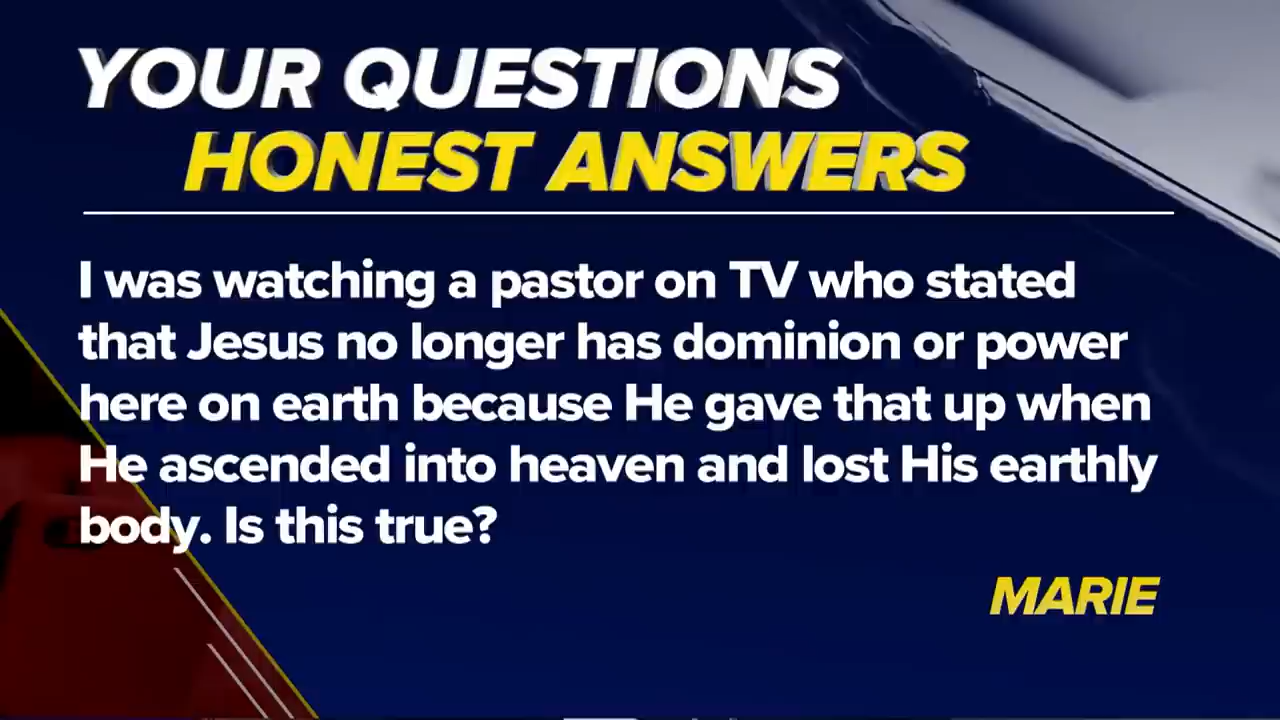 YOUR QUESTIONS
HONEST ANSWERS
I was watching a pastor on TV who stated
that Jesus no longer has dominion or power
here on earth because He gave that up when
He ascended into heaven and lost His earthly
body. Is this true?
MARIE